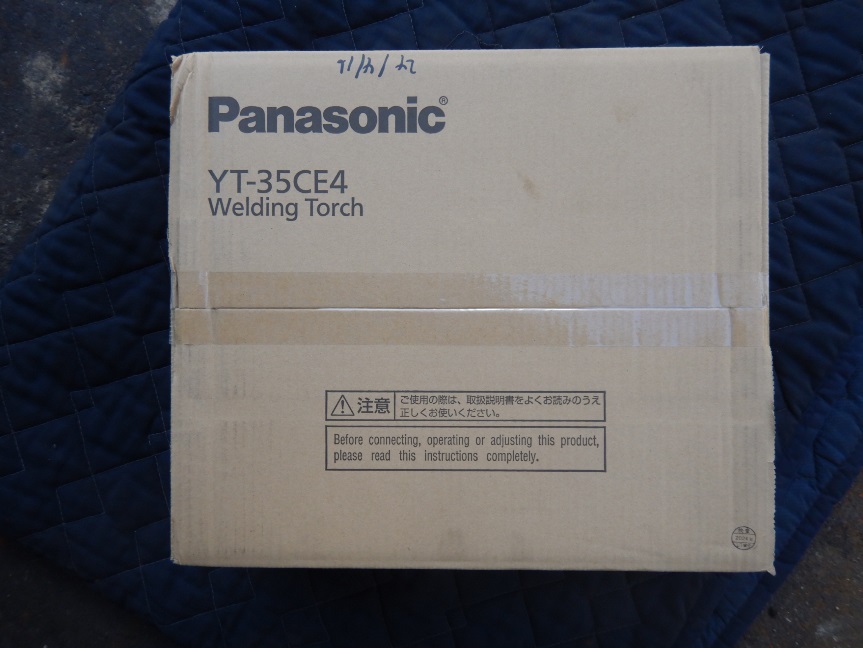 Panasonic®
YT-35CE4
Welding Torch
注意
ご使用の際は、取扱説明書をよくお読みのうえ
正しくお使いください。
Before connecting, operating or adjusting this product,
please read this instructions completely.